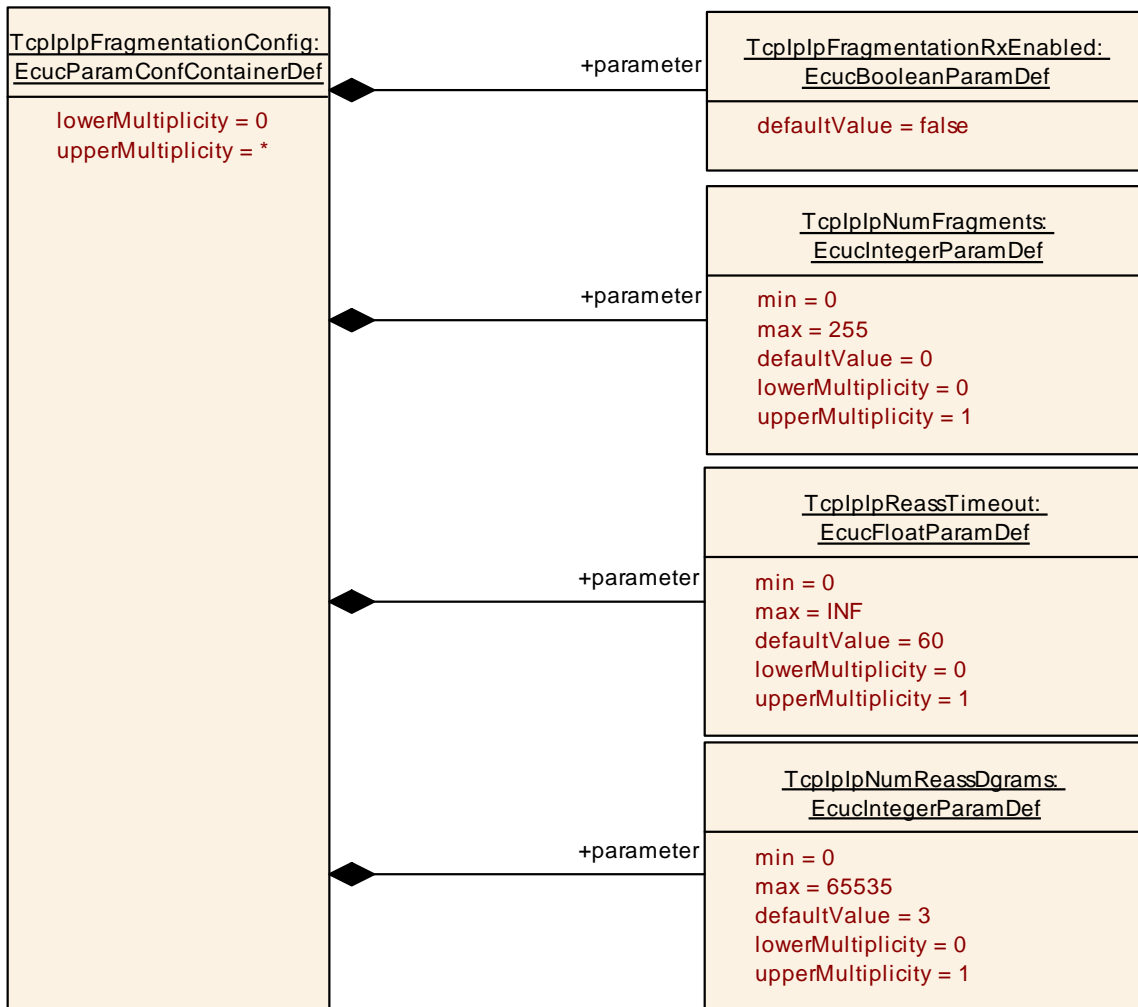 TcpIpIpFragmentationConfig:
EcucParamConfContainerDef
lowerMultiplicity = 0
upperMultiplicity = *
+parameter
TcpIpIpFragmentationRxEnabled:
EcucBooleanParamDef
defaultValue = false
+parameter
TcpIpIpNumFragments:
EcucIntegerParamDef
min = 0
max = 255
defaultValue = 0
lowerMultiplicity = 0
upperMultiplicity = 1
+parameter
TcpIpIpReassTimeout:
EcucFloatParamDef
min = 0
max = INF
defaultValue = 60
lowerMultiplicity = 0
upperMultiplicity = 1
+parameter
TcpIpIpNumReassDgrams:
EcucIntegerParamDef
min = 0
max = 65535
defaultValue = 3
lowerMultiplicity = 0
upperMultiplicity = 1